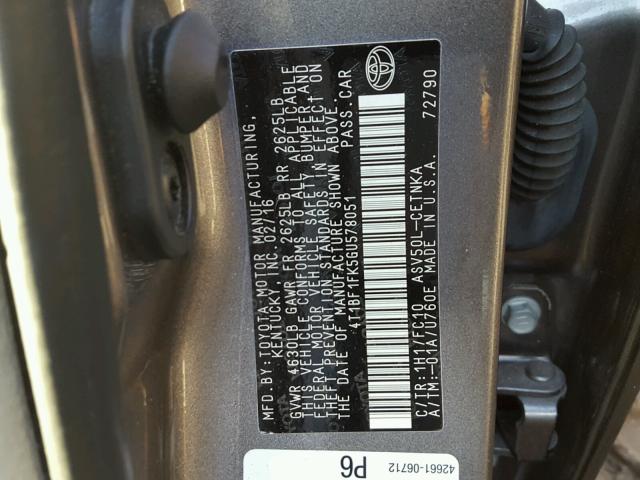 MFD.BY:TOYOTA MOTOR MANUFACTURING,
KENTUCKY, INC. 02/16
GVWR 4630LB GAWR FR 2625LB RR 2625LB
THIS VEHICLE CONFORMS TO ALL APPLICABLE
FEDERAL MOTOR VEHICLE SAFETY, BUMPER, AND
THEFT PREVENTION STANDARDS IN EFFECT ON
THE DATE OF MANUFACTURE SHOWN ABOVE.
4T1BF1FK5GU578051 PASS.CAR
C/TR:1H1/FC10 ASV50L-CETNKA
A/TM:-01A/U760E MADE IN U.S.A. 72790
42661-06712
P6